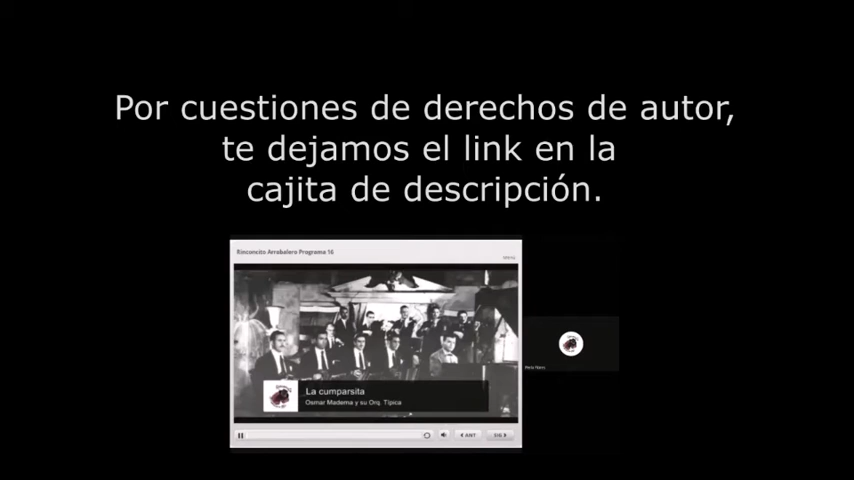 Por cuestiones de derechos de autor,
te dejamos el link en la
cajita de descripción.
Rinconcito Arrabalero Programa 16
Menú
La cumparsita
Osmar Maderna y su Orq. Típica
ANT
SIG